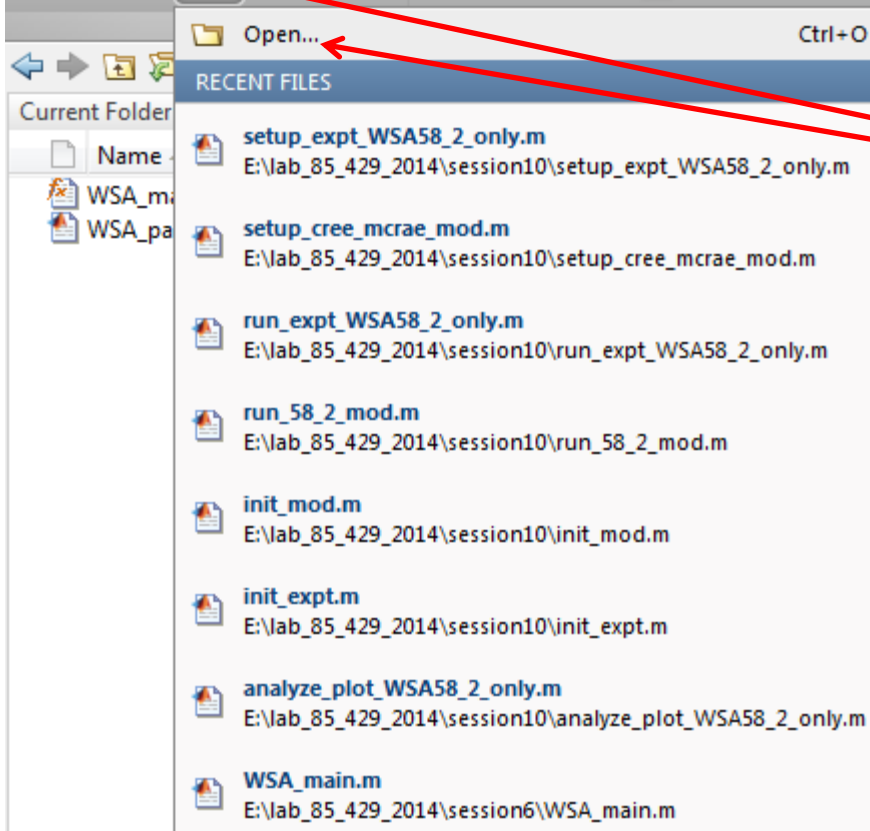 Open... Ctrl+O
RECENT FILES
Current Folder
Name
WSA_ma
WSA_pa
setup_expt_WSA58_2_only.m
E:\lab_85_429_2014\session10\setup_expt_WSA58_2_only.m
setup_cree_mcrae_mod.m
E:\lab_85_429_2014\session10\setup_cree_mcrae_mod.m
run_expt_WSA58_2_only.m
E:\lab_85_429_2014\session10\run_expt_WSA58_2_only.m
run_58_2_mod.m
E:\lab_85_429_2014\session10\run_58_2_mod.m
init_mod.m
E:\lab_85_429_2014\session10\init_mod.m
init_expt.m
E:\lab_85_429_2014\session10\init_expt.m
analyze_plot_WSA58_2_only.m
E:\lab_85_429_2014\session10\analyze_plot_WSA58_2_only.m
WSA_main.m
E:\lab_85_429_2014\session6\WSA_main.m